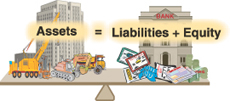 BANK
Assets = Liabilities + Equity